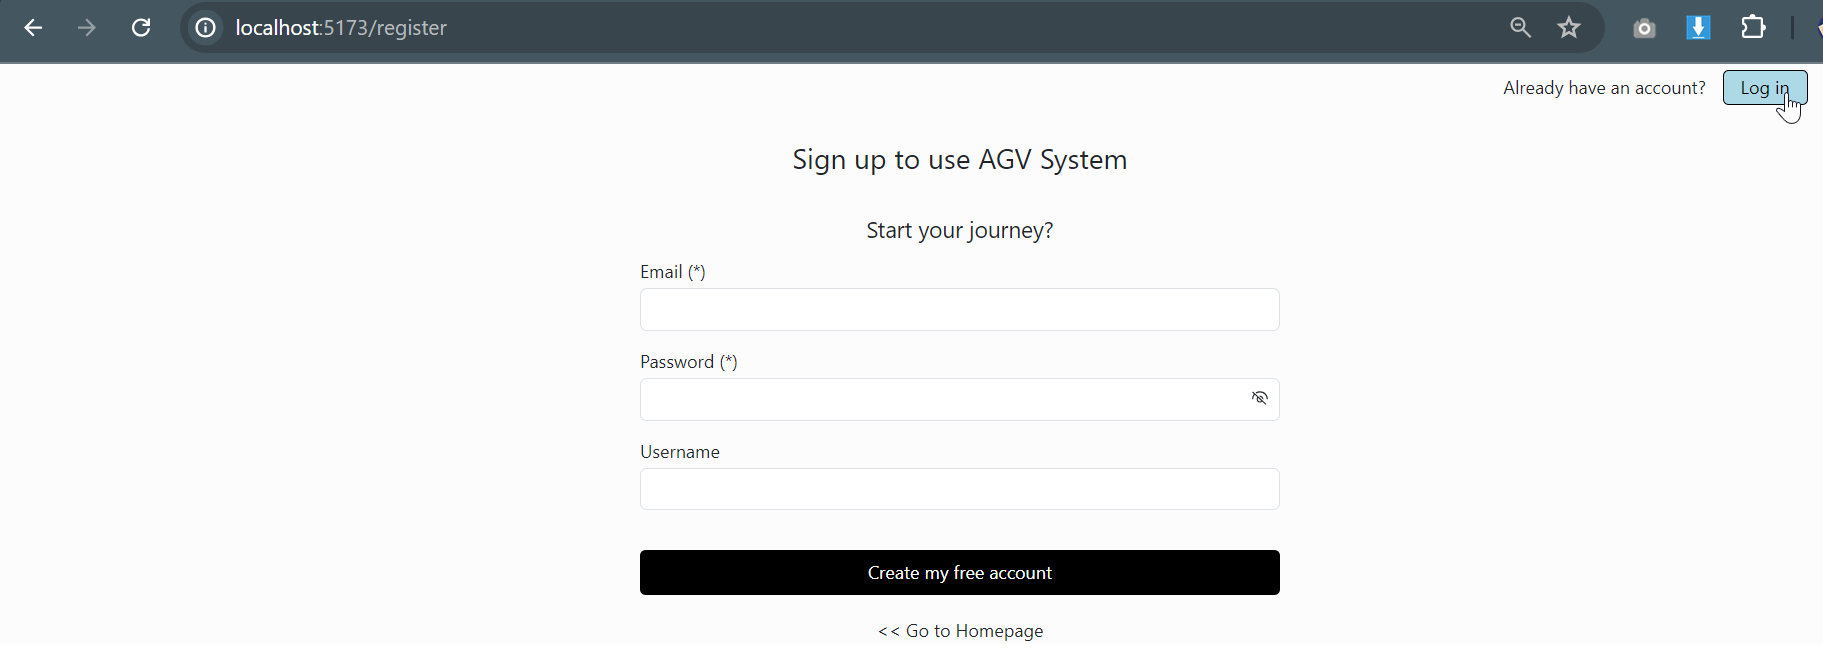 localhost:5173/register
Already have an account? Log in
Sign up to use AGV System
Start your journey?
Email (*)
Password (*)
Username
Create my free account
<< Go to Homepage